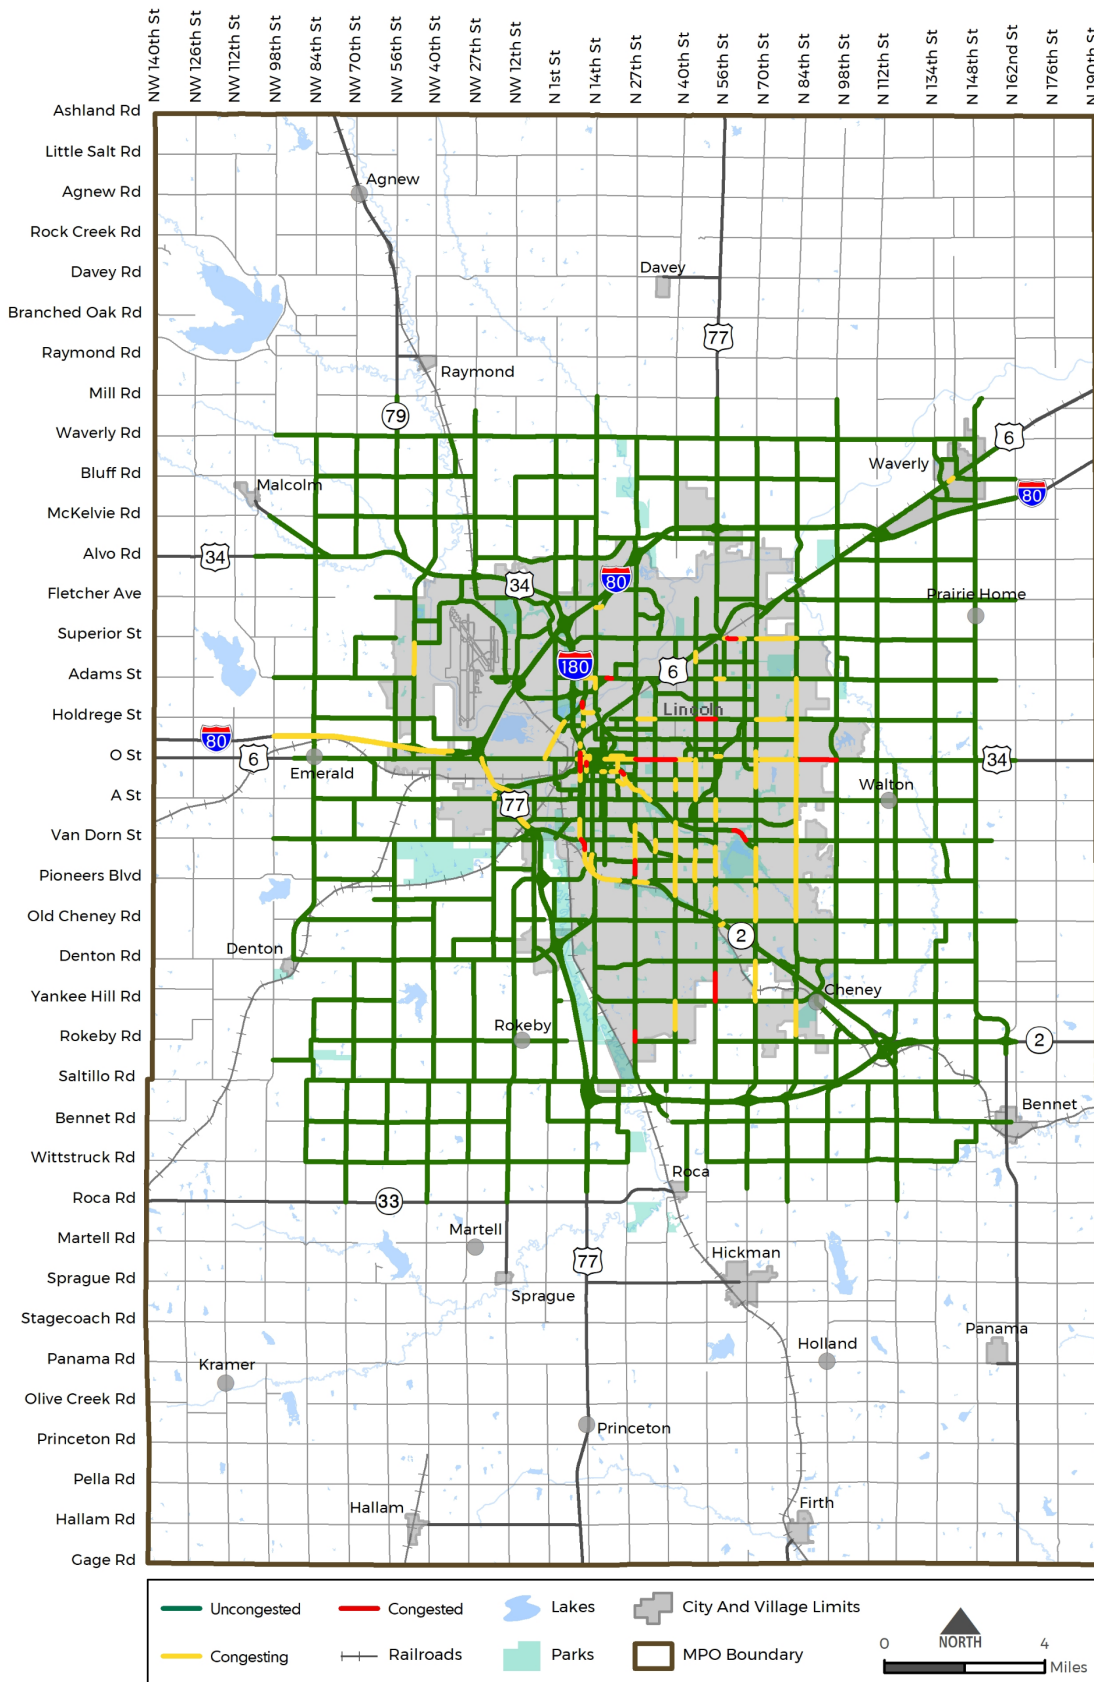 NW 140th St
NW 126th St
NW 112th St
NW 98th St
NW 84th St
NW 70th St
NW 56th St
NW 40th St
NW 27th St
NW 12th St
N 1st St
N 14th St
N 27th St
N 40th St
N 56th St
N 70th St
N 84th St
N 98th St
N 112th St
N 134th St
N 148th St
N 162nd St
N 176th St
N 190th St
Ashland Rd
Little Salt Rd
Agnew Rd
Agnew
Rock Creek Rd
Davey Rd
Davey
Branched Oak Rd
77
Raymond Rd
Raymond
Mill Rd
79
Waverly Rd
6
Bluff Rd
Waverly
Malcolm
80
McKelvie Rd
Alvo Rd
34
34
80
Fletcher Ave
Prairie Home
Superior St
180
6
Adams St
Holdrege St
Lincoln
80
O St
6
34
Emerald
A St
77
Walton
Van Dorn St
Pioneers Blvd
Old Cheney Rd
2
Denton
Denton Rd
Yankee Hill Rd
Cheney
Rokeby
Rokeby Rd
2
Saltillo Rd
Bennet Rd
Bennet
Wittstruck Rd
Roca
Roca Rd
33
Martell
Martell Rd
Hickman
77
Sprague Rd
Sprague
Stagecoach Rd
Panama
Holland
Panama Rd
Kramer
Olive Creek Rd
Princeton
Princeton Rd
Pella Rd
Hallam
Firth
Hallam Rd
Gage Rd
Uncongested
Congested
Lakes
City And Village Limits
Congesting
Railroads
Parks
MPO Boundary
NORTH
0
4
Miles